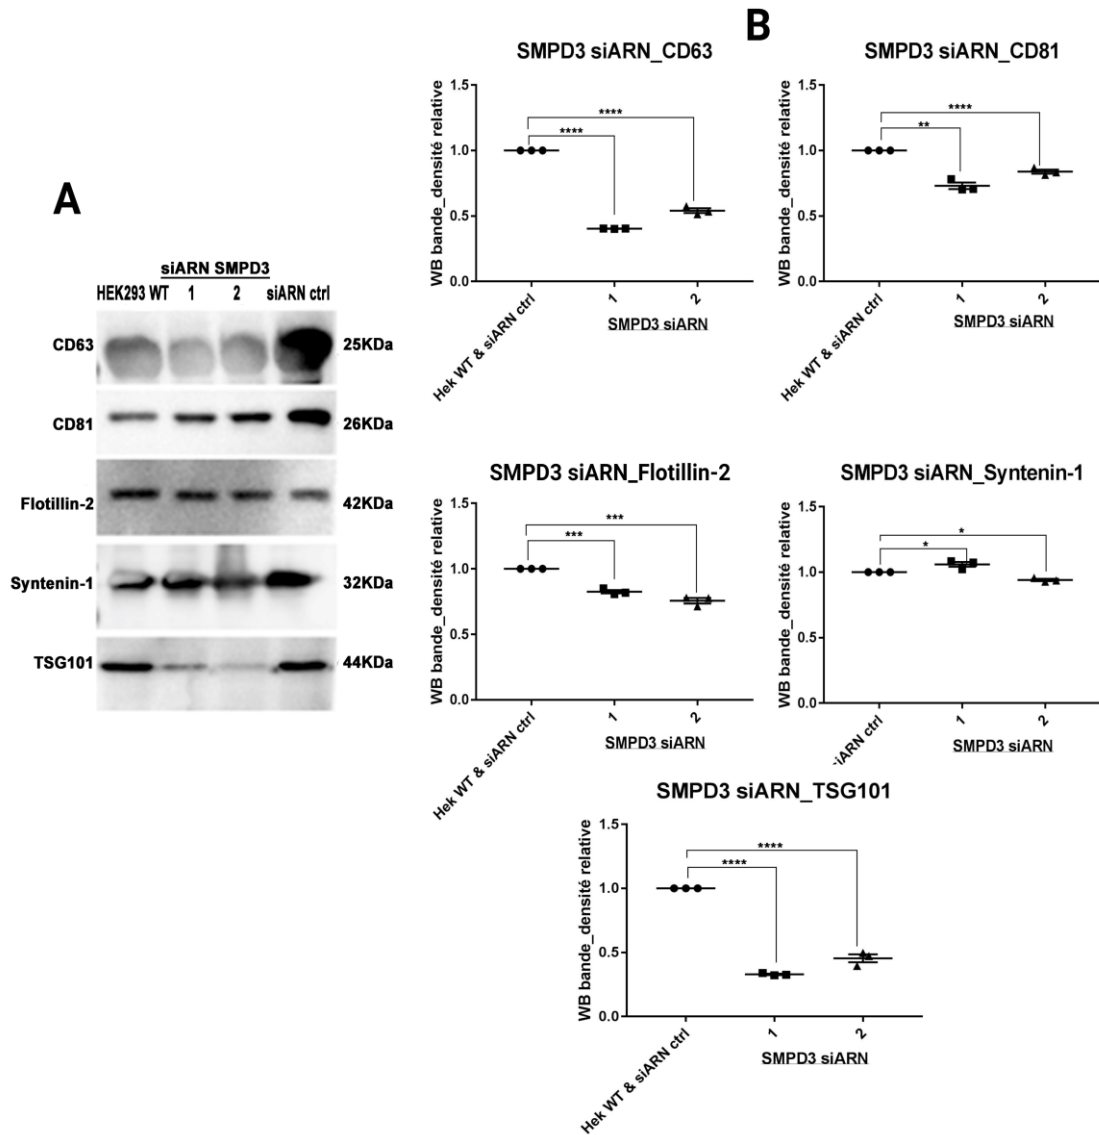 A
siARN SMPD3
HEK293 WT 1 2 siARN ctrl
CD63 25KDa
CD81 26KDa
Flotillin-2 42KDa
Syntenin-1 32KDa
TSG101 44KDa
B
SMPD3 siARN_CD63
WB bande_densité relative
1.5
1.0
0.5
0.0
****
****
Hek WT & siARN ctrl
1
2
SMPD3 siARN
SMPD3 siARN_CD81
WB bande_densité relative
1.5
1.0
0.5
0.0
****
**
Hek WT & siARN ctrl
1
2
SMPD3 siARN
SMPD3 siARN_Flotillin-2
WB bande_densité relative
1.5
1.0
0.5
0.0
***
***
Hek WT & siARN ctrl
1
2
SMPD3 siARN
SMPD3 siARN_Syntenin-1
WB bande_densité relative
1.5
1.0
0.5
0.0
*
*
siARN ctrl
1
2
SMPD3 siARN
SMPD3 siARN_TSG101
WB bande_densité relative
1.5
1.0
0.5
0.0
****
****
Hek WT & siARN ctrl
1
2
SMPD3 siARN